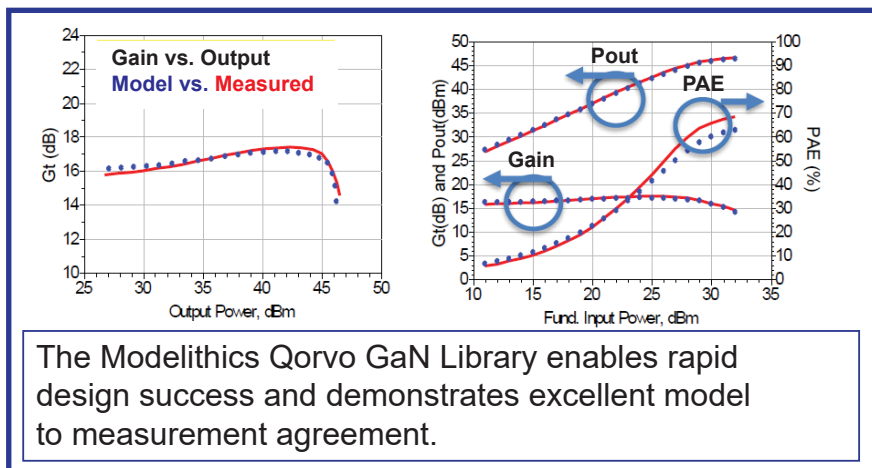 24
22
20
18
16
14
12
10
Gt (dB)
Gain vs. Output
Model vs. Measured
25 30 35 40 45 50
Output Power, dBm
50
45
40
35
30
25
20
15
10
5
0
Gt(dB) and Pout(dBm)
Pout
PAE
Gain
100
90
80
70
60
50
40
30
20
10
0
PAE (%)
10 15 20 25 30 35
Fund. Input Power, dBm
The Modelithics Qorvo GaN Library enables rapid
design success and demonstrates excellent model
to measurement agreement.